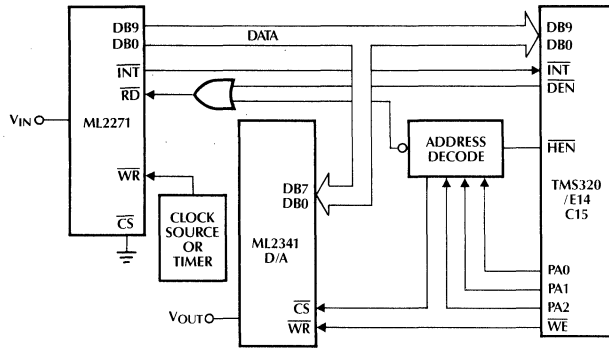 DB9
DB0
DATA
DB9
DB0
INT
INT
RD
DEN
VIN
ML2271
ADDRESS
DECODE
HEN
TMS320
/E14
C15
WR
DB7
DB0
CLOCK
SOURCE
OR
TIMER
ML2341
D/A
CS
PA0
PA1
PA2
VOUT
CS
WR
WE